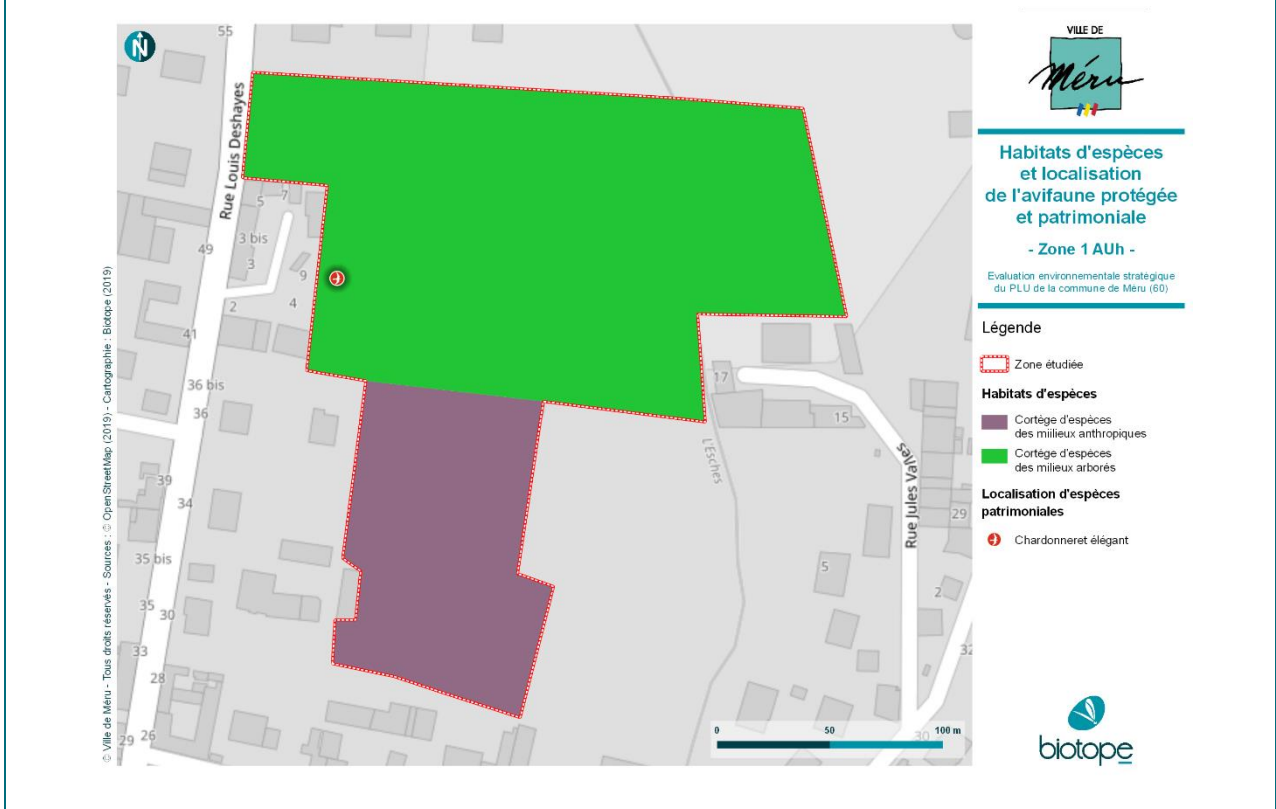 N
VILLE DE
Méru
Habitats d'espèces
et localisation
de l'avifaune protégée
et patrimoniale
- Zone 1 AUh -
Evaluation environnementale stratégique
du PLU de la commune de Méru (60)
Légende
Zone étudiée
Habitats d'espèces
Cortège d'espèces
des milieux anthropiques
Cortège d'espèces
des milieux arborés
Localisation d'espèces
patrimoniales
Chardonneret élégant
biotope
© Ville de Méru - Tous droits réservés - Sources : © OpenStreetMap (2019) - Cartographie : Biotope (2019)
55
Rue Louis Deshayes
5
7
3 bis
49
3
9
2
4
41
36 bis
36
39
34
35 bis
35
30
33
28
29
26
17
15
L'Esches
Rue Jules Vallès
29
5
2
32
30
0
50
100 m